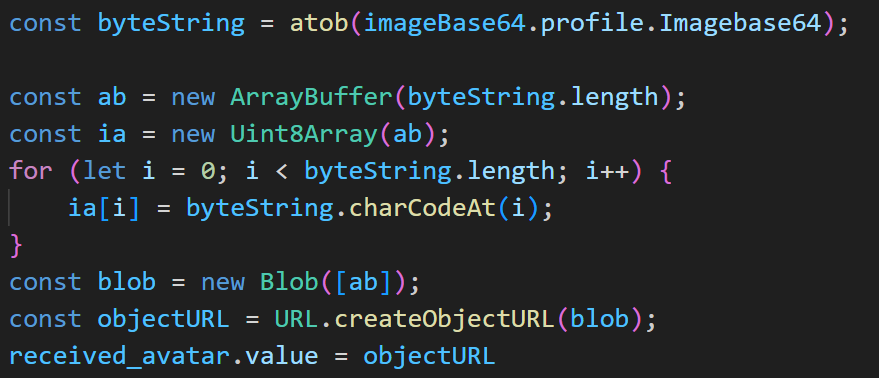 const byteString = atob(imageBase64.profile.Imagebase64);
const ab = new ArrayBuffer(byteString.length);
const ia = new Uint8Array(ab);
for (let i = 0; i < byteString.length; i++) {
    ia[i] = byteString.charCodeAt(i);
}
const blob = new Blob([ab]);
const objectURL = URL.createObjectURL(blob);
received_avatar.value = objectURL